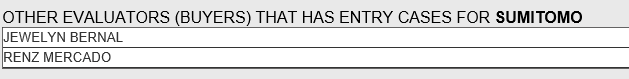 OTHER EVALUATORS (BUYERS) THAT HAS ENTRY CASES FOR SUMITOMO
JEWELYN BERNAL
RENZ MERCADO